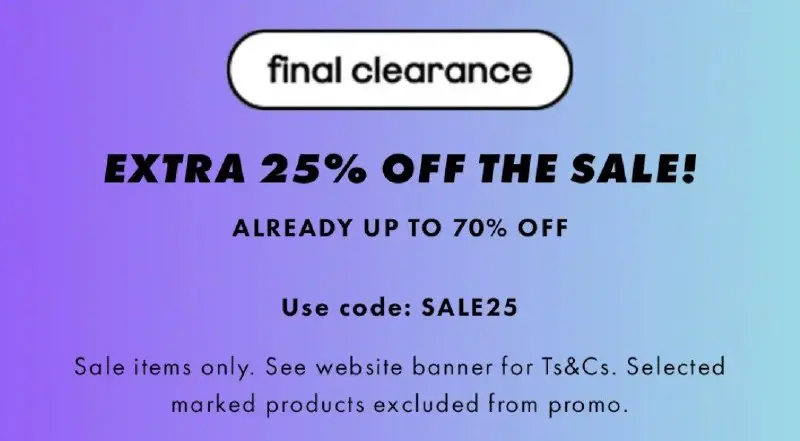 final clearance
EXTRA 25% OFF THE SALE!
ALREADY UP TO 70% OFF
Use code: SALE25
Sale items only. See website banner for Ts&Cs. Selected
marked products excluded from promo.